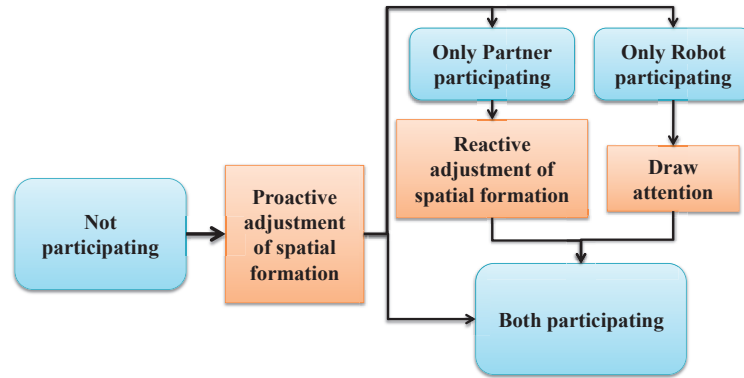 Only Partner
participating
Only Robot
participating
Reactive
adjustment of
spatial formation
Draw
attention
Not
participating
Proactive
adjustment
of spatial
formation
Both participating